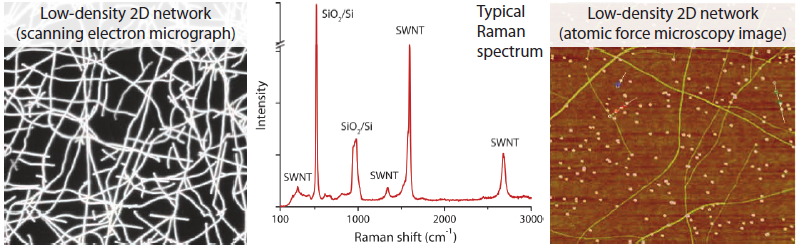 Low-density 2D network
(scanning electron micrograph)
Intensity
SiO₂/Si
SWNT
Typical
Raman
spectrum
SiO₂/Si
SWNT
SWNT
SWNT
100
1000
2000
3000
Raman shift (cm⁻¹)
Low-density 2D network
(atomic force microscopy image)